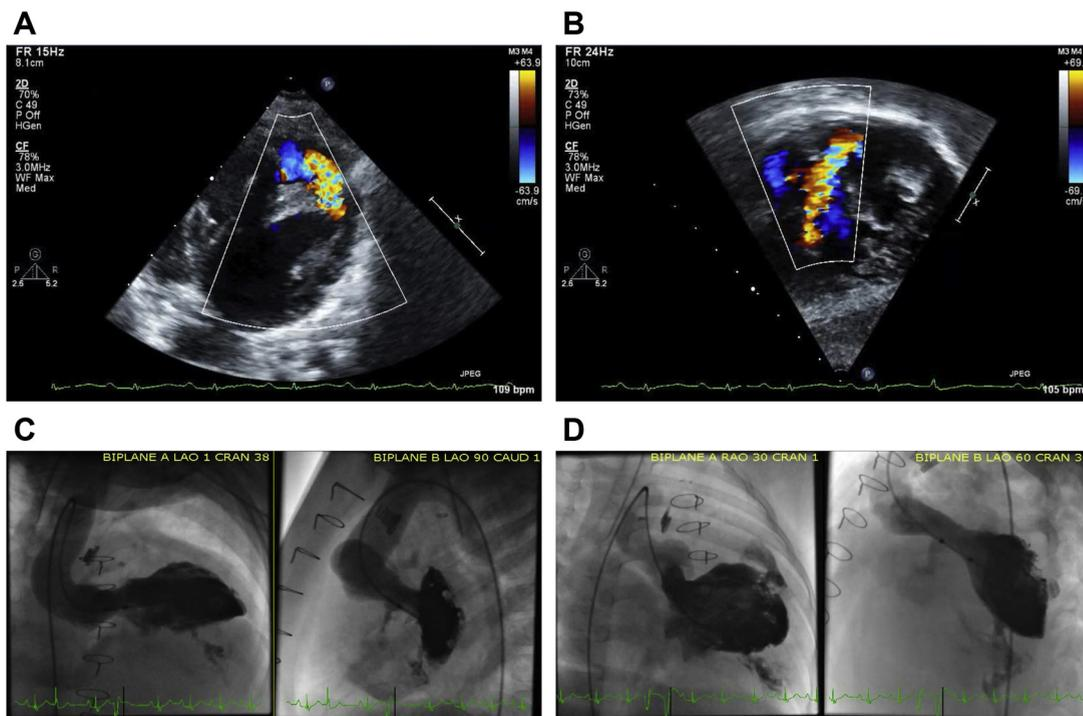 A
FR 15Hz
8.1cm
2D
70%
C 49
P Off
HGen
CF
78%
3.0MHz
WF Max
Med
M3 M4
+63.9
-63.9
cm/s
P
G
P R
2.6 5.2
x
JPEG
109 bpm
B
FR 24Hz
10cm
2D
73%
C 49
P Off
HGen
CF
78%
3.0MHz
WF Max
Med
M3 M4
+69.
-69.
cm/s
G
P R
2.6 5.2
x
P
JPEG
105 bpm
C
BIPLANE A LAO 1 CRAN 38
BIPLANE B LAO 90 CAUD 1
D
BIPLANE A RAO 30 CRAN 1
BIPLANE B LAO 60 CRAN 3